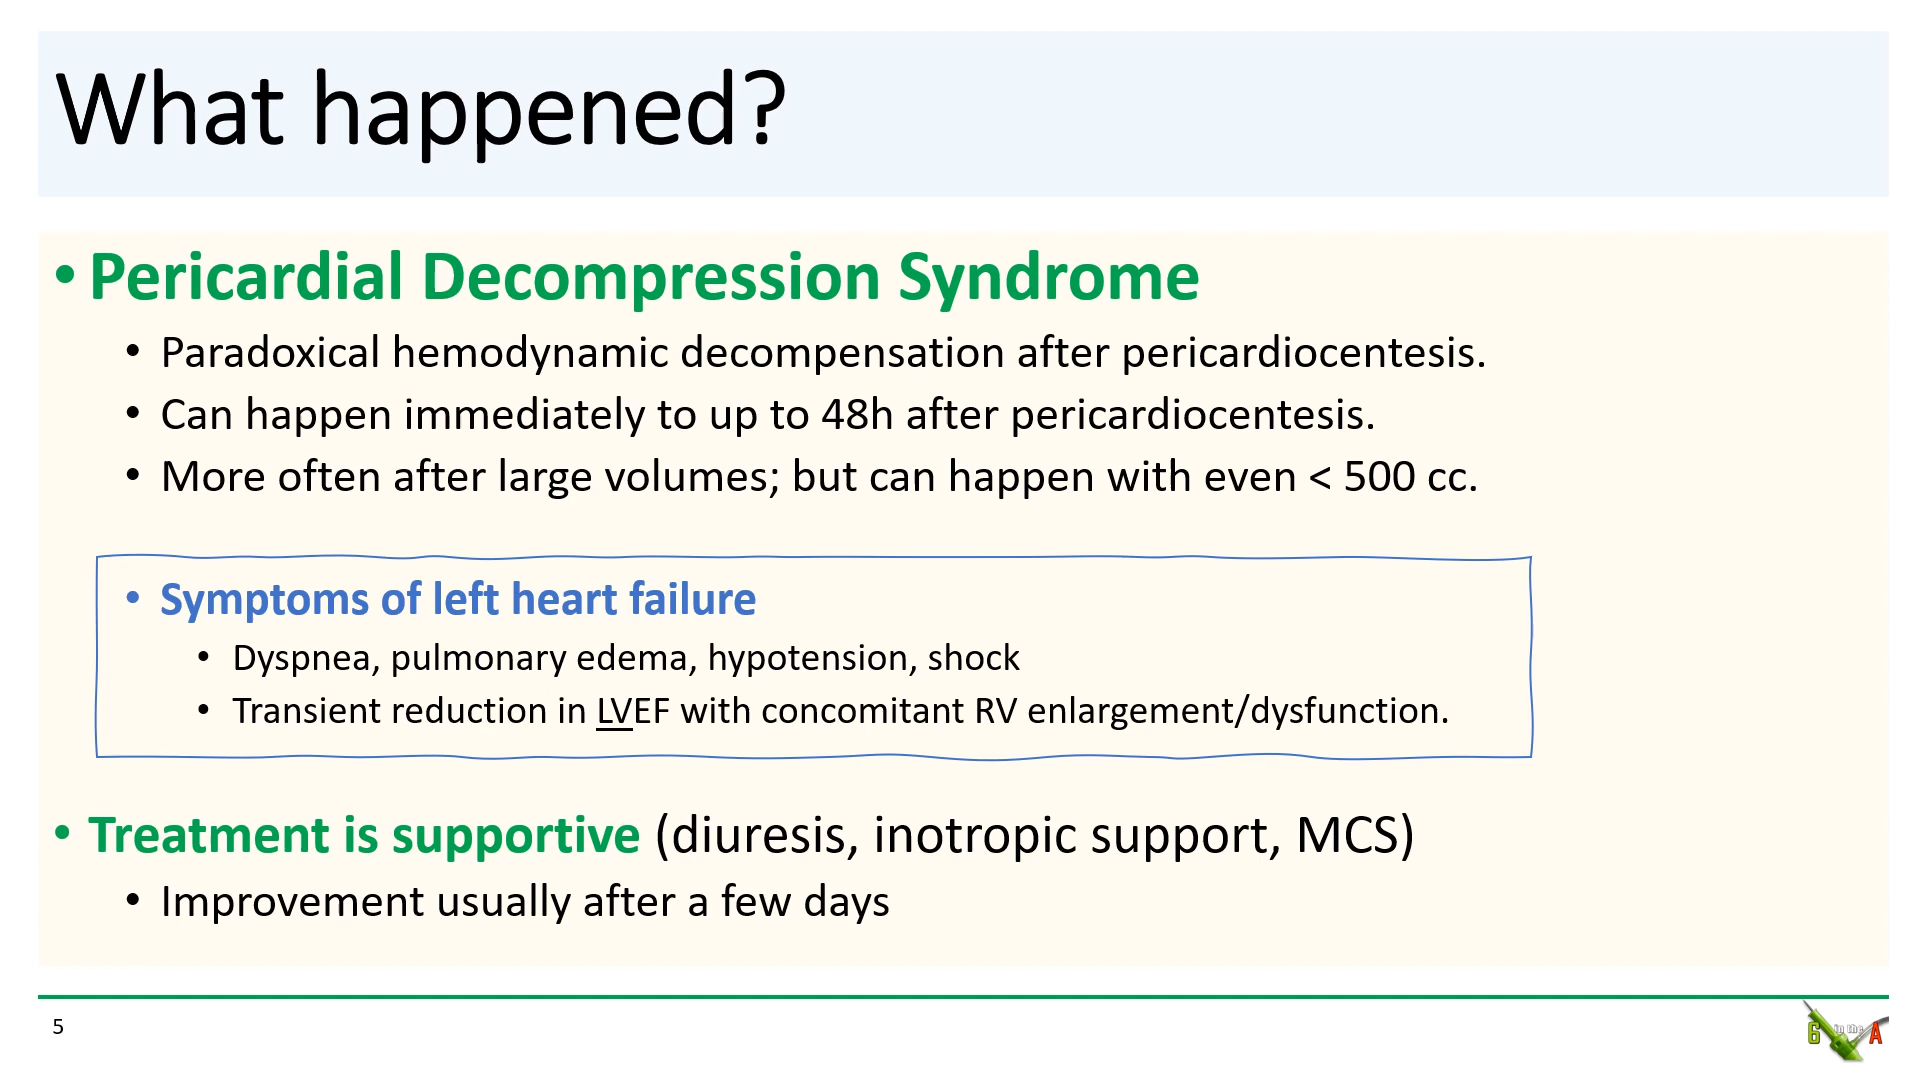 What happened?
• Pericardial Decompression Syndrome
• Paradoxical hemodynamic decompensation after pericardiocentesis.
• Can happen immediately to up to 48h after pericardiocentesis.
• More often after large volumes; but can happen with even < 500 cc.
• Symptoms of left heart failure
• Dyspnea, pulmonary edema, hypotension, shock
• Transient reduction in LVEF with concomitant RV enlargement/dysfunction.
• Treatment is supportive (diuresis, inotropic support, MCS)
• Improvement usually after a few days
5
6 in the A